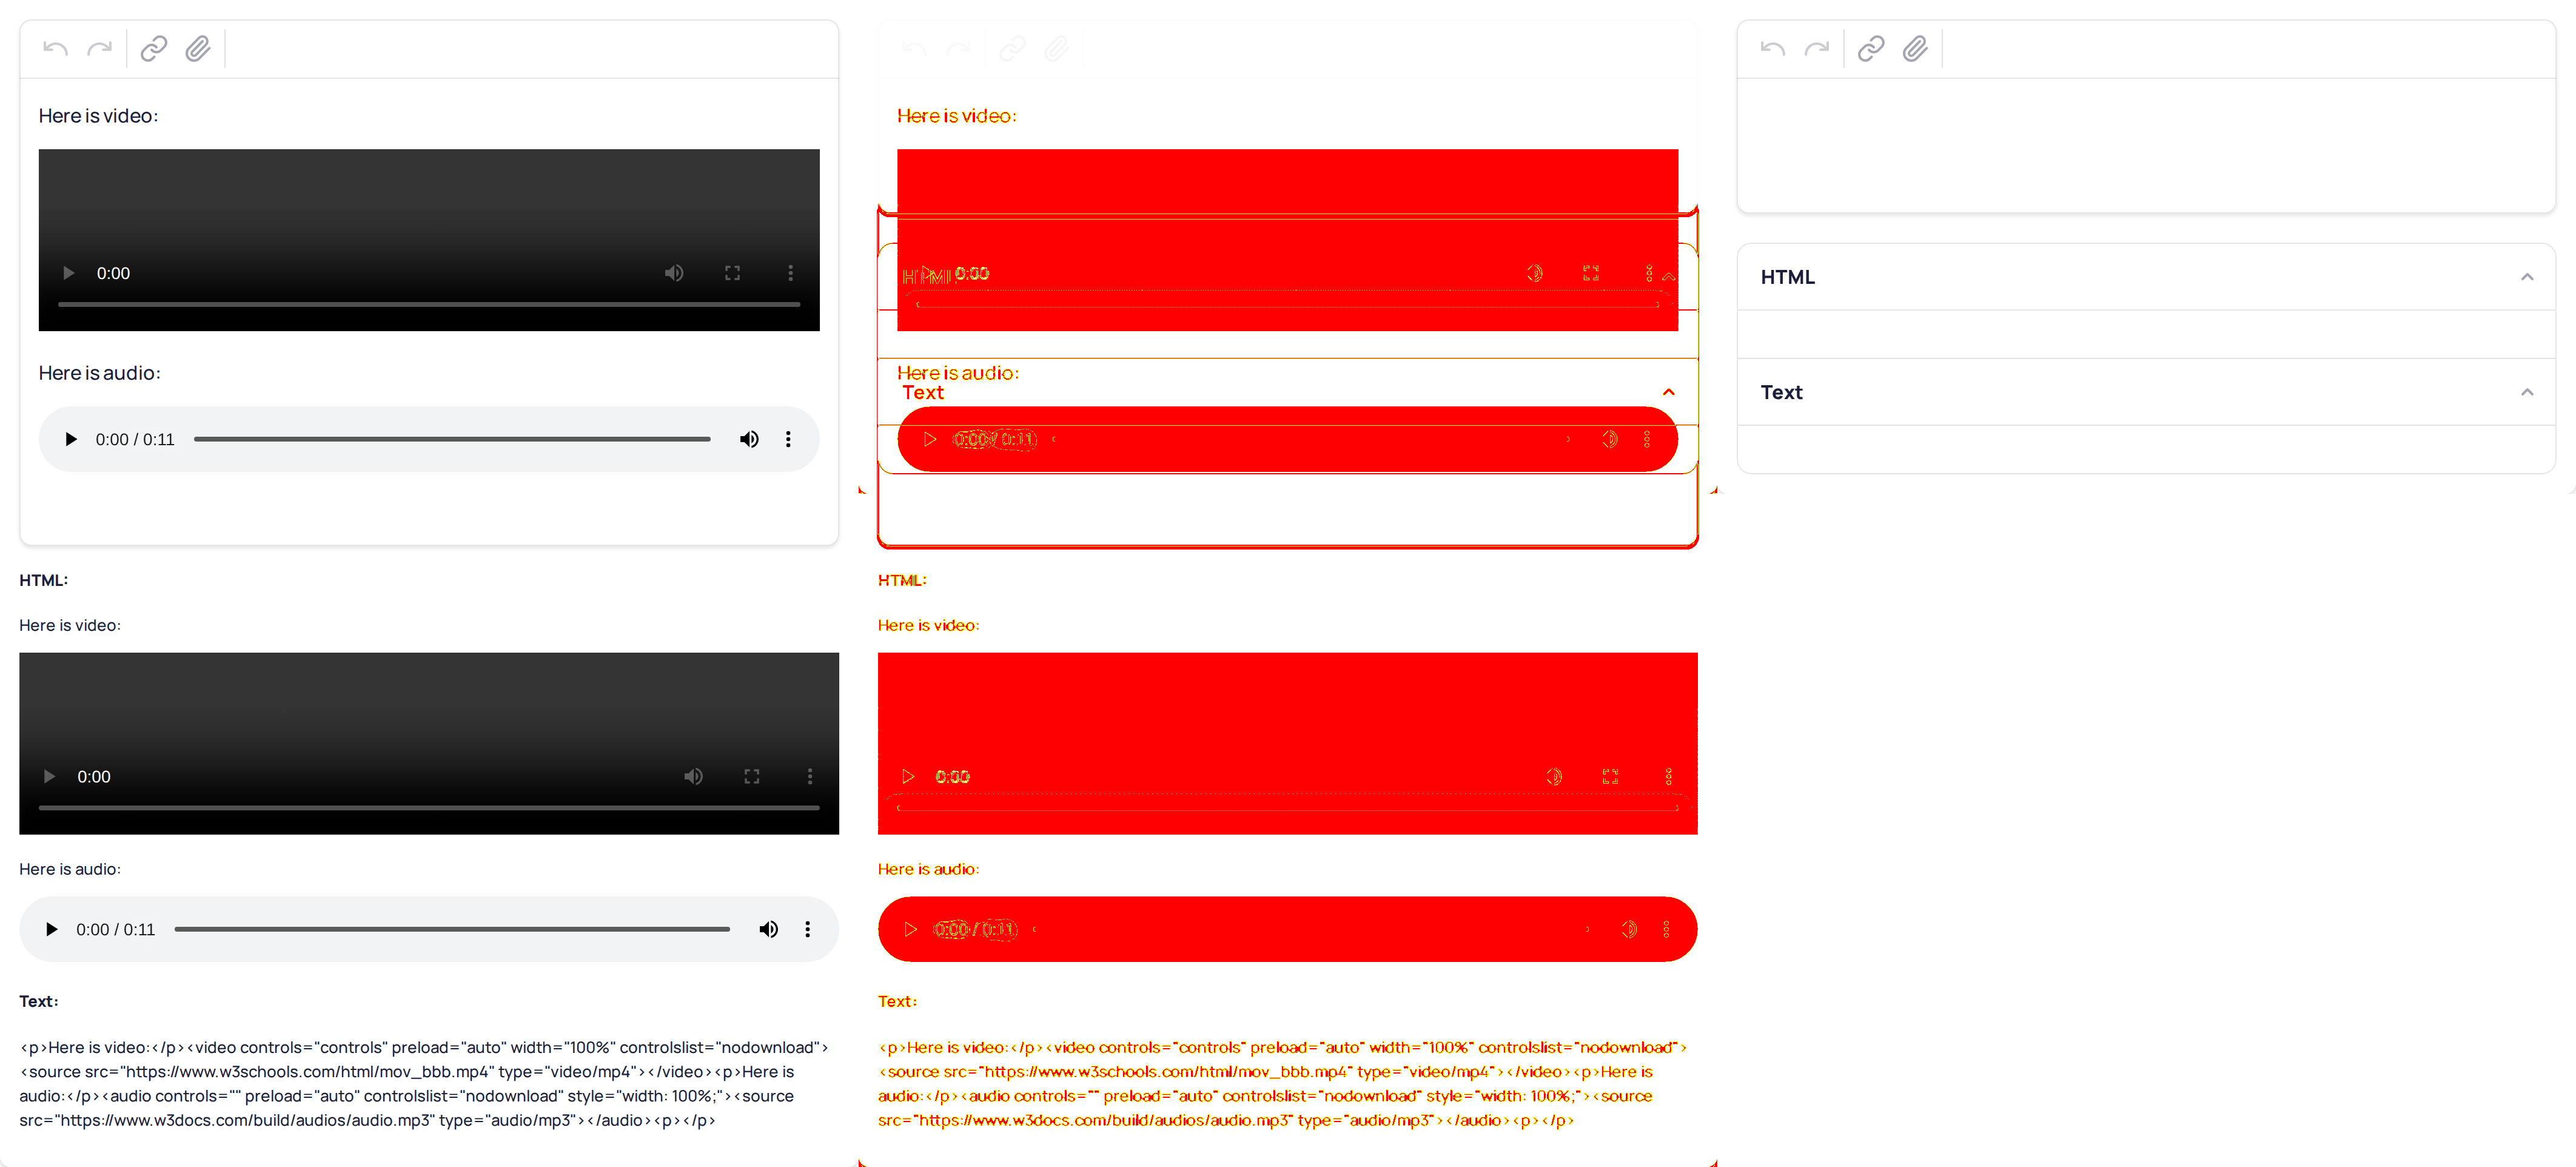 Here is video:
0:00
Here is audio:
0:00 / 0:11
HTML:
Here is video:
0:00
Here is audio:
0:00 / 0:11
Text:
<p>Here is video:</p><video controls="controls" preload="auto" width="100%" controlslist="nodownload">
<source src="https://www.w3schools.com/html/mov_bbb.mp4" type="video/mp4"></video><p>Here is
audio:</p><audio controls="" preload="auto" controlslist="nodownload" style="width: 100%;"><source
src="https://www.w3docs.com/build/audios/audio.mp3" type="audio/mp3"></audio><p></p>
Here is video:
HTML
0:00
Here is audio:
Text
0:00 / 0:11
HTML:
Here is video:
0:00
Here is audio:
0:00 / 0:11
Text:
<p>Here is video:</p><video controls="controls" preload="auto" width="100%" controlslist="nodownload">
<source src="https://www.w3schools.com/html/mov_bbb.mp4" type="video/mp4"></video><p>Here is
audio:</p><audio controls="" preload="auto" controlslist="nodownload" style="width: 100%;"><source
src="https://www.w3docs.com/build/audios/audio.mp3" type="audio/mp3"></audio><p></p>
HTML
Text